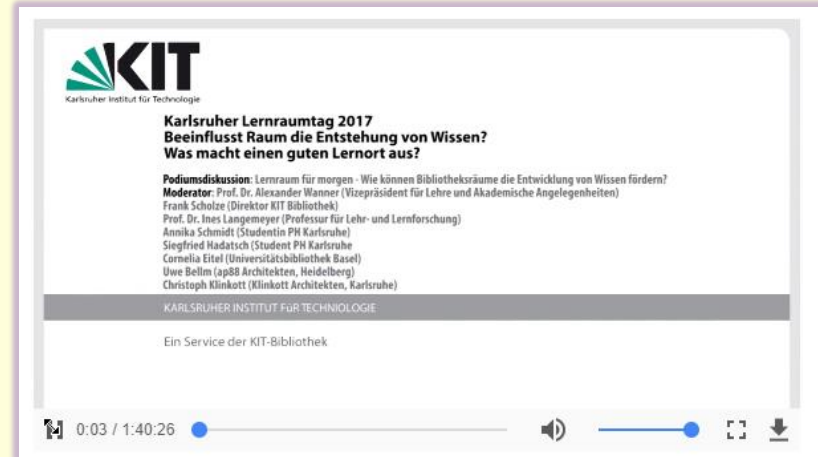 KIT
Karlsruher Institut für Technologie
Karlsruher Lernraumtag 2017
Beeinflusst Raum die Entstehung von Wissen?
Was macht einen guten Lernort aus?
Podiumsdiskussion: Lernraum für morgen - Wie können Bibliotheksräume die Entwicklung von Wissen fördern?
Moderator: Prof. Dr. Alexander Wanner (Vizepräsident für Lehre und Akademische Angelegenheiten)
Frank Scholze (Direktor KIT Bibliothek)
Prof. Dr. Ines Langemeyer (Professur für Lehr- und Lernforschung)
Annika Schmidt (Studentin PH Karlsruhe)
Siegfried Hadatsch (Student PH Karlsruhe
Cornelia Eitel (Universitätsbibliothek Basel)
Uwe Bellm (ap88 Architekten, Heidelberg)
Christoph Klinkott (Klinkott Architekten, Karlsruhe)
KARLSRUHER INSTITUT FüR TECHNIOLOGIE
Ein Service der KIT-Bibliothek
0:03 / 1:40:26